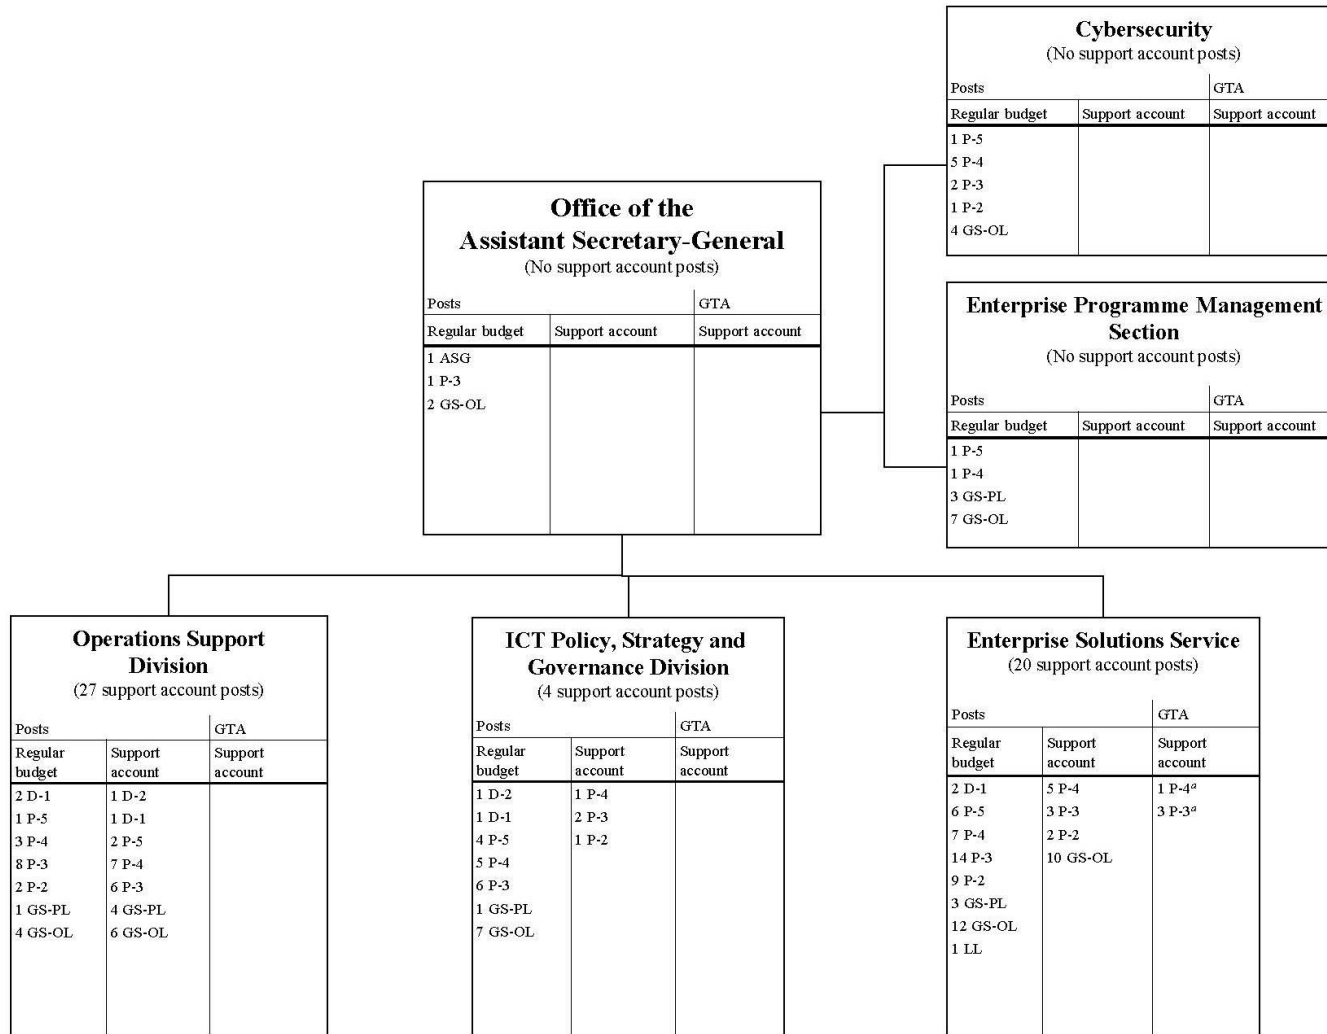 Cybersecurity
(No support account posts)
Posts GTA
Regular budget Support account Support account
1 P-5
5 P-4
2 P-3
1 P-2
4 GS-OL
Office of the
Assistant Secretary-General
(No support account posts)
Posts GTA
Regular budget Support account Support account
1 ASG
1 P-3
2 GS-OL
Enterprise Programme Management
Section
(No support account posts)
Posts GTA
Regular budget Support account Support account
1 P-5
1 P-4
3 GS-PL
7 GS-OL
Operations Support
Division
(27 support account posts)
Posts GTA
Regular Support Support
budget account account
2 D-1 1 D-2
1 P-5 1 D-1
3 P-4 2 P-5
8 P-3 7 P-4
2 P-2 6 P-3
1 GS-PL 4 GS-PL
4 GS-OL 6 GS-OL
ICT Policy, Strategy and
Governance Division
(4 support account posts)
Posts GTA
Regular Support Support
budget account account
1 D-2 1 P-4
1 D-1 2 P-3
4 P-5 1 P-2
5 P-4
6 P-3
1 GS-PL
7 GS-OL
Enterprise Solutions Service
(20 support account posts)
Posts GTA
Regular Support Support
budget account account
2 D-1 5 P-4 1 P-4ᵃ
6 P-5 3 P-3 3 P-3ᵃ
7 P-4 2 P-2
14 P-3 10 GS-OL
9 P-2
3 GS-PL
12 GS-OL
1 LL